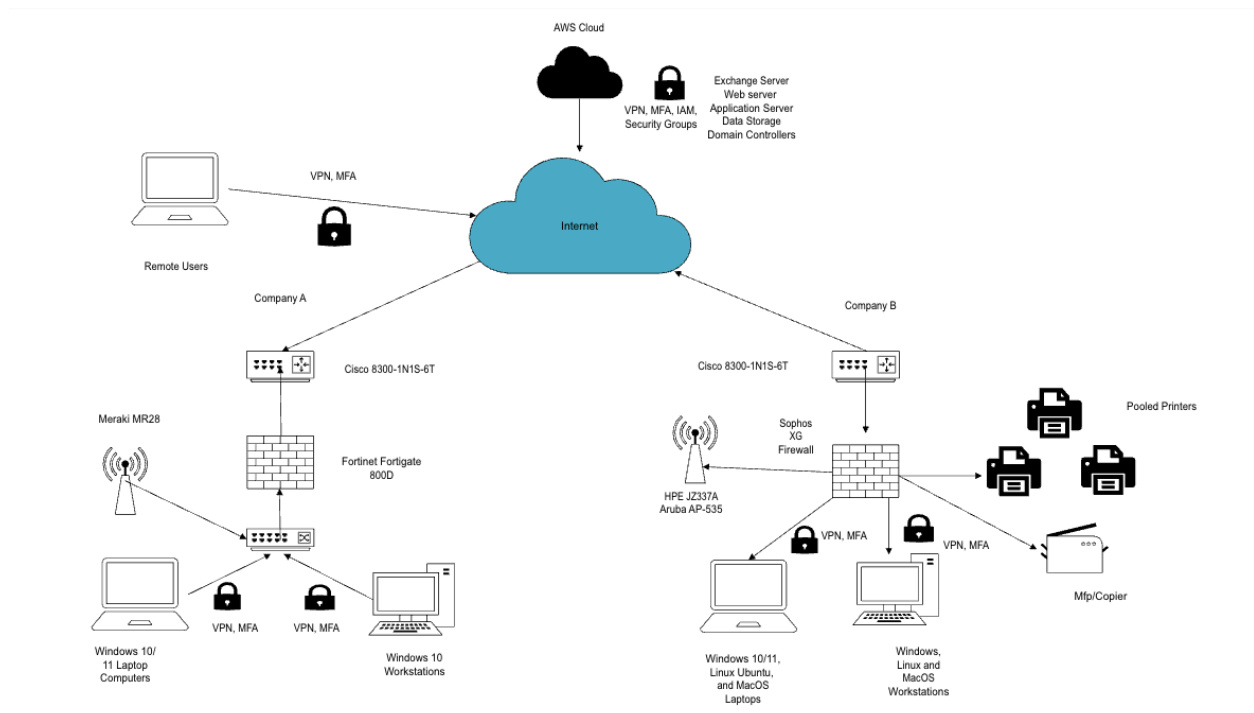 AWS Cloud
Exchange Server
Web server
Application Server
Data Storage
Domain Controllers
VPN, MFA, IAM,
Security Groups
VPN, MFA
Remote Users
Internet
Company A
Company B
Cisco 8300-1N1S-6T
Cisco 8300-1N1S-6T
Meraki MR28
Fortinet Fortigate
800D
Sophos
XG
Firewall
Pooled Printers
HPE JZ337A
Aruba AP-535
VPN, MFA
VPN, MFA
Mfp/Copier
VPN, MFA
VPN, MFA
Windows 10/
11 Laptop
Computers
Windows 10
Workstations
Windows 10/11,
Linux Ubuntu,
and MacOS
Laptops
Windows,
Linux and
MacOS
Workstations